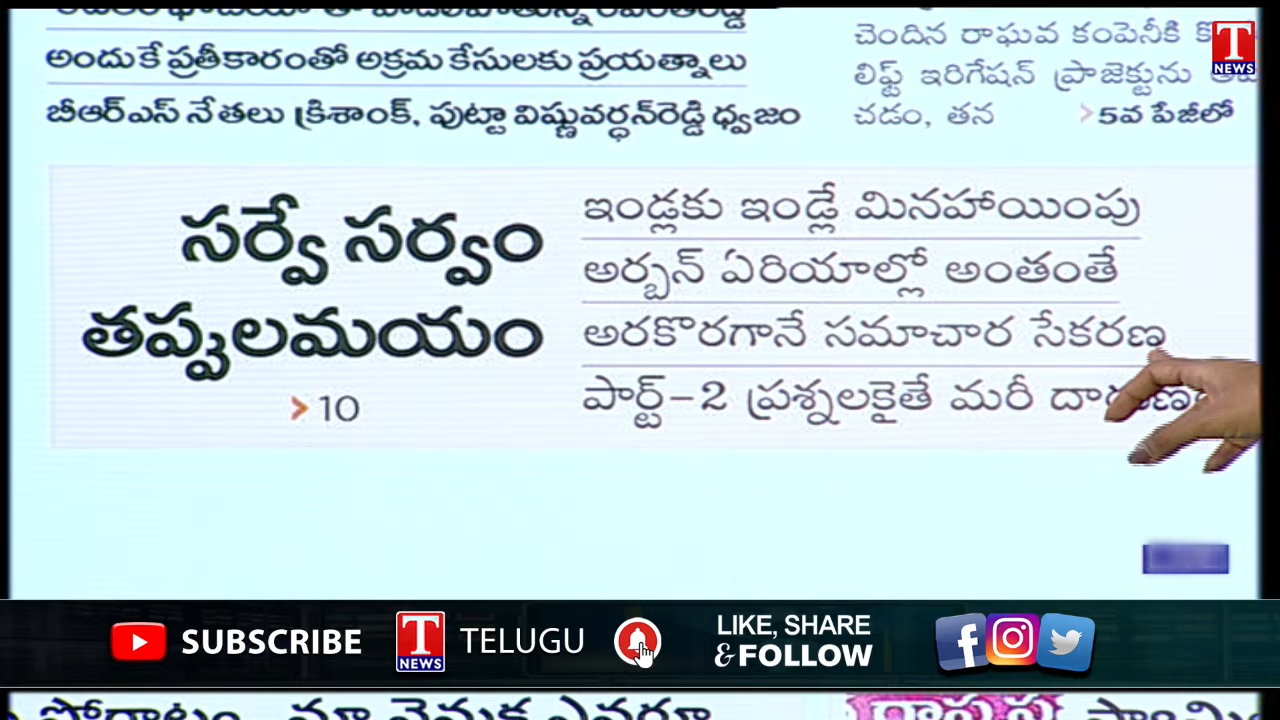 అందుకే ప్రతీకారంతో అక్రమ కేసులకు ప్రయత్నాలు
బీఆర్ఎస్ నేతలు క్రిశాంక్, పుట్టా విష్ణువర్ధన్‌రెడ్డి ధ్వజం
చెందిన రాఘవ కంపెనీకి
లిఫ్ట్ ఇరిగేషన్ ప్రాజెక్టును
చడం, తన
>5వ పేజీలో
T
NEWS
సర్వే సర్వం
తప్పులమయం
> 10
ఇండ్లకు ఇండ్లే మినహాయింపు
అర్బన్ ఏరియాల్లో అంతంతే
అరకొరగానే సమాచార సేకరణ
పార్ట్-2 ప్రశ్నలకైతే మరీ
SUBSCRIBE
T
NEWS
TELUGU
LIKE, SHARE
& FOLLOW